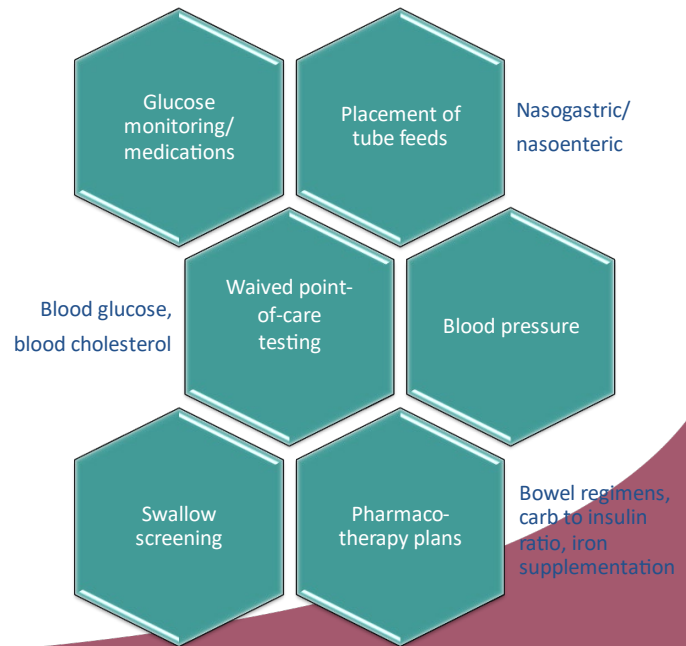 Glucose
monitoring/
medications
Placement of
tube feeds
Nasogastric/
nasoenteric
Blood glucose,
blood cholesterol
Waived point-
of-care
testing
Blood pressure
Swallow
screening
Pharmaco-
therapy plans
Bowel regimens,
carb to insulin
ratio, iron
supplementation